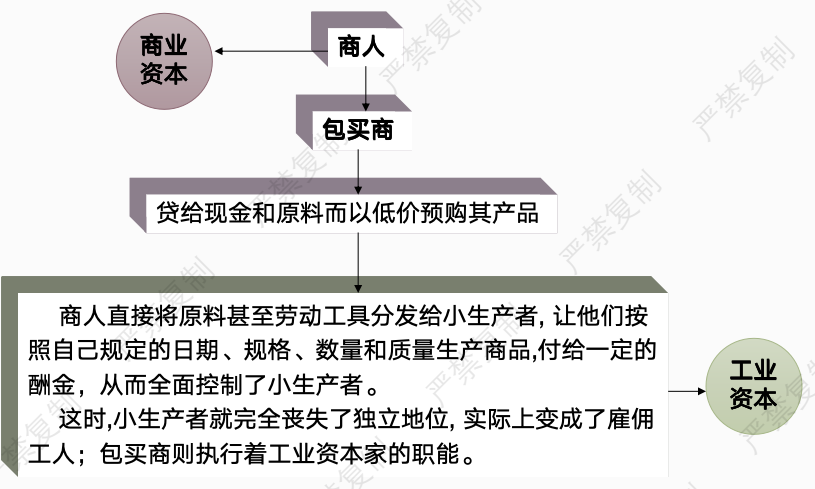 商业
资本
商人
包买商
贷给现金和原料而以低价预购其产品
商人直接将原料甚至劳动工具分发给小生产者, 让他们按
照自己规定的日期、规格、数量和质量生产商品,付给一定的
酬金，从而全面控制了小生产者。
这时,小生产者就完全丧失了独立地位, 实际上变成了雇佣
工人；包买商则执行着工业资本家的职能。
工业
资本
严禁复制
严禁复制
严禁复制
严禁复制
严禁复制
严禁复制
严禁复制
严禁复制
严禁复制